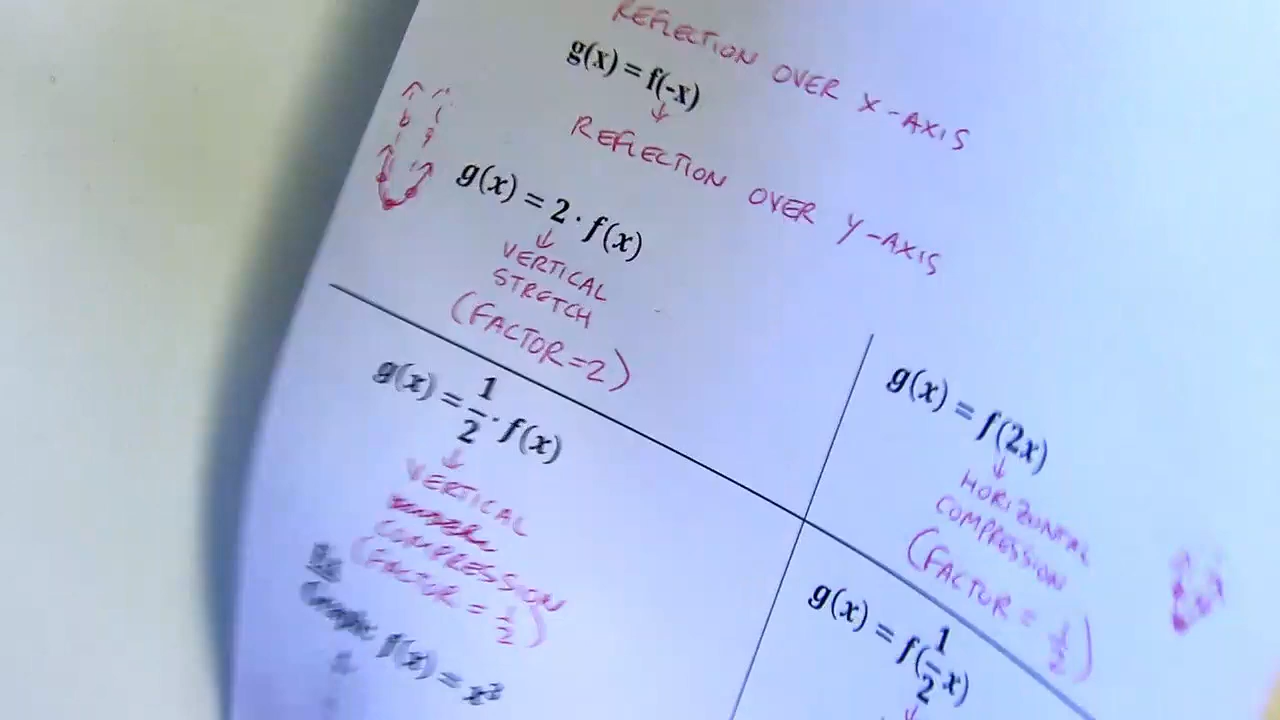 REFLECTION OVER X-AXIS
g(x) = f(-x)
REFLECTION OVER Y-AXIS
g(x) = 2 · f(x)
VERTICAL
STRETCH
(FACTOR=2)
g(x) = 1/2 · f(x)
VERTICAL
COMPRESSION
(FACTOR = 1/2)
g(x) = f(2x)
HORIZONTAL
COMPRESSION
(FACTOR = 1/2)
g(x) = f(1/2 x)
f(x) = x²